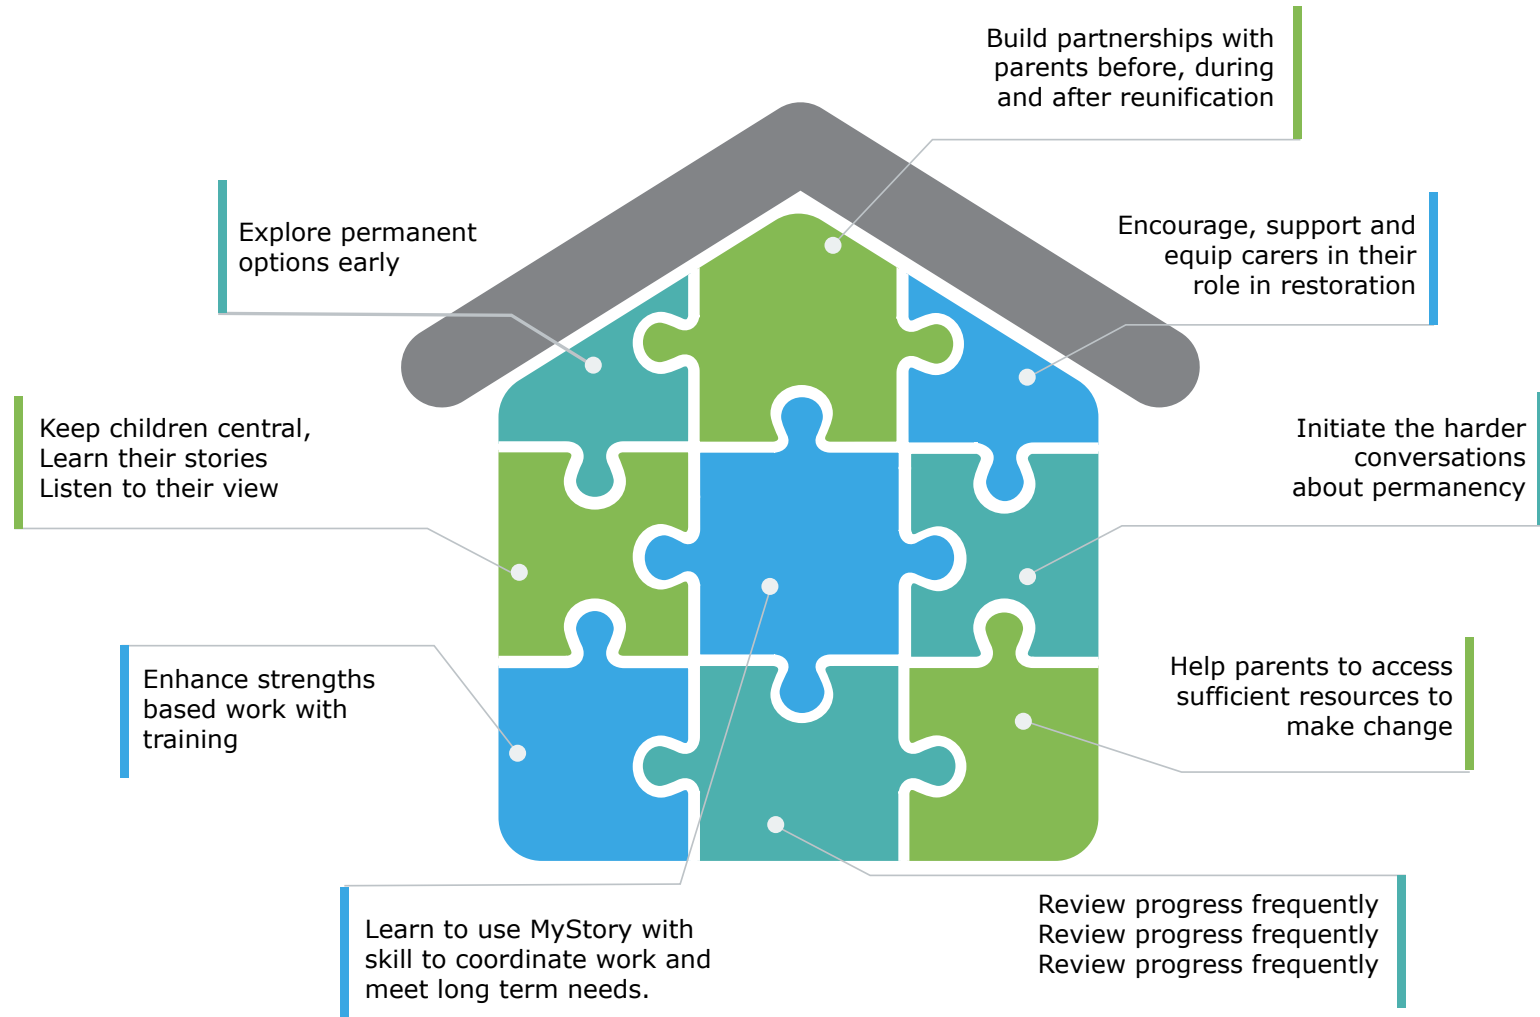 Build partnerships with
parents before, during
and after reunification
Explore permanent
options early
Encourage, support and
equip carers in their
role in restoration
Keep children central,
Learn their stories
Listen to their view
Initiate the harder
conversations
about permanency
Enhance strengths
based work with
training
Help parents to access
sufficient resources to
make change
Learn to use MyStory with
skill to coordinate work and
meet long term needs.
Review progress frequently
Review progress frequently
Review progress frequently